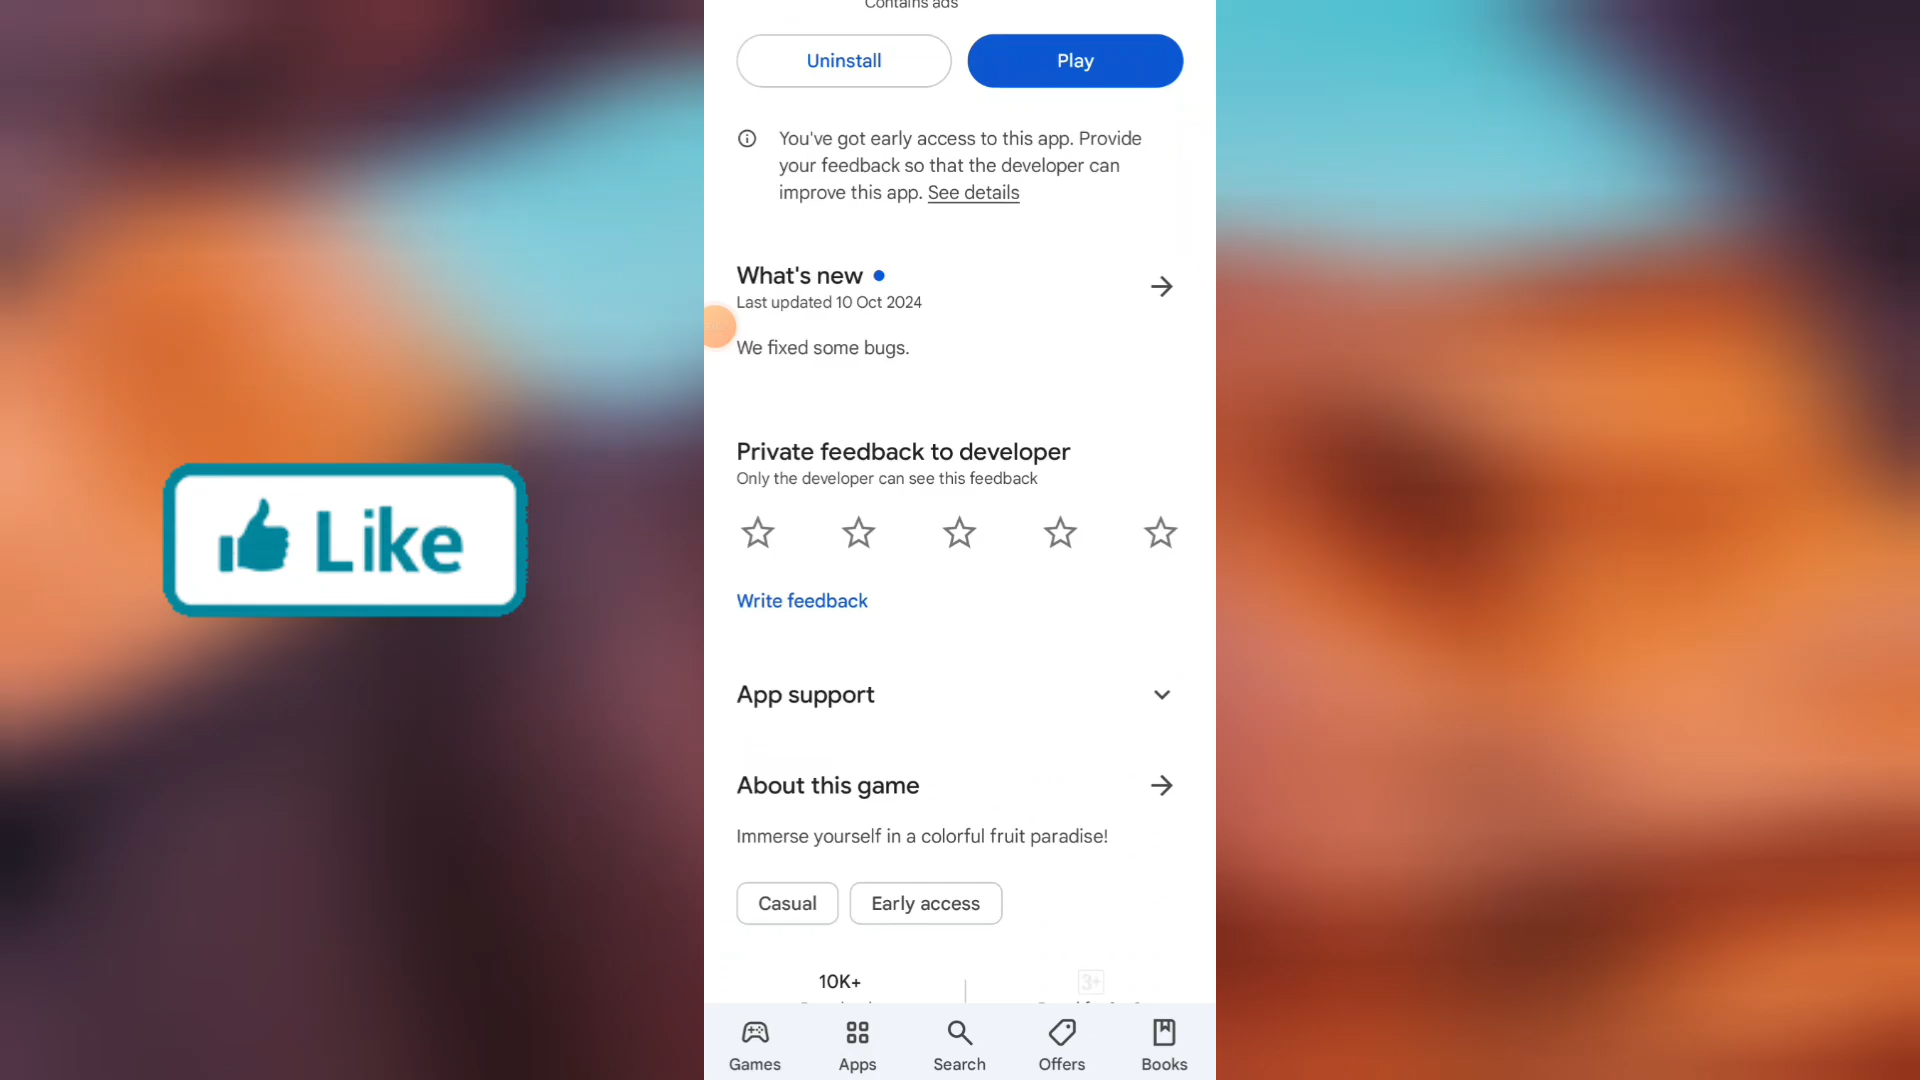 Contains ads
Uninstall
Play
You've got early access to this app. Provide
your feedback so that the developer can
improve this app. See details
What's new
Last updated 10 Oct 2024
We fixed some bugs.
Private feedback to developer
Only the developer can see this feedback
Like
Write feedback
App support
About this game
Immerse yourself in a colorful fruit paradise!
Casual
Early access
10K+
3+
Games
Apps
Search
Offers
Books